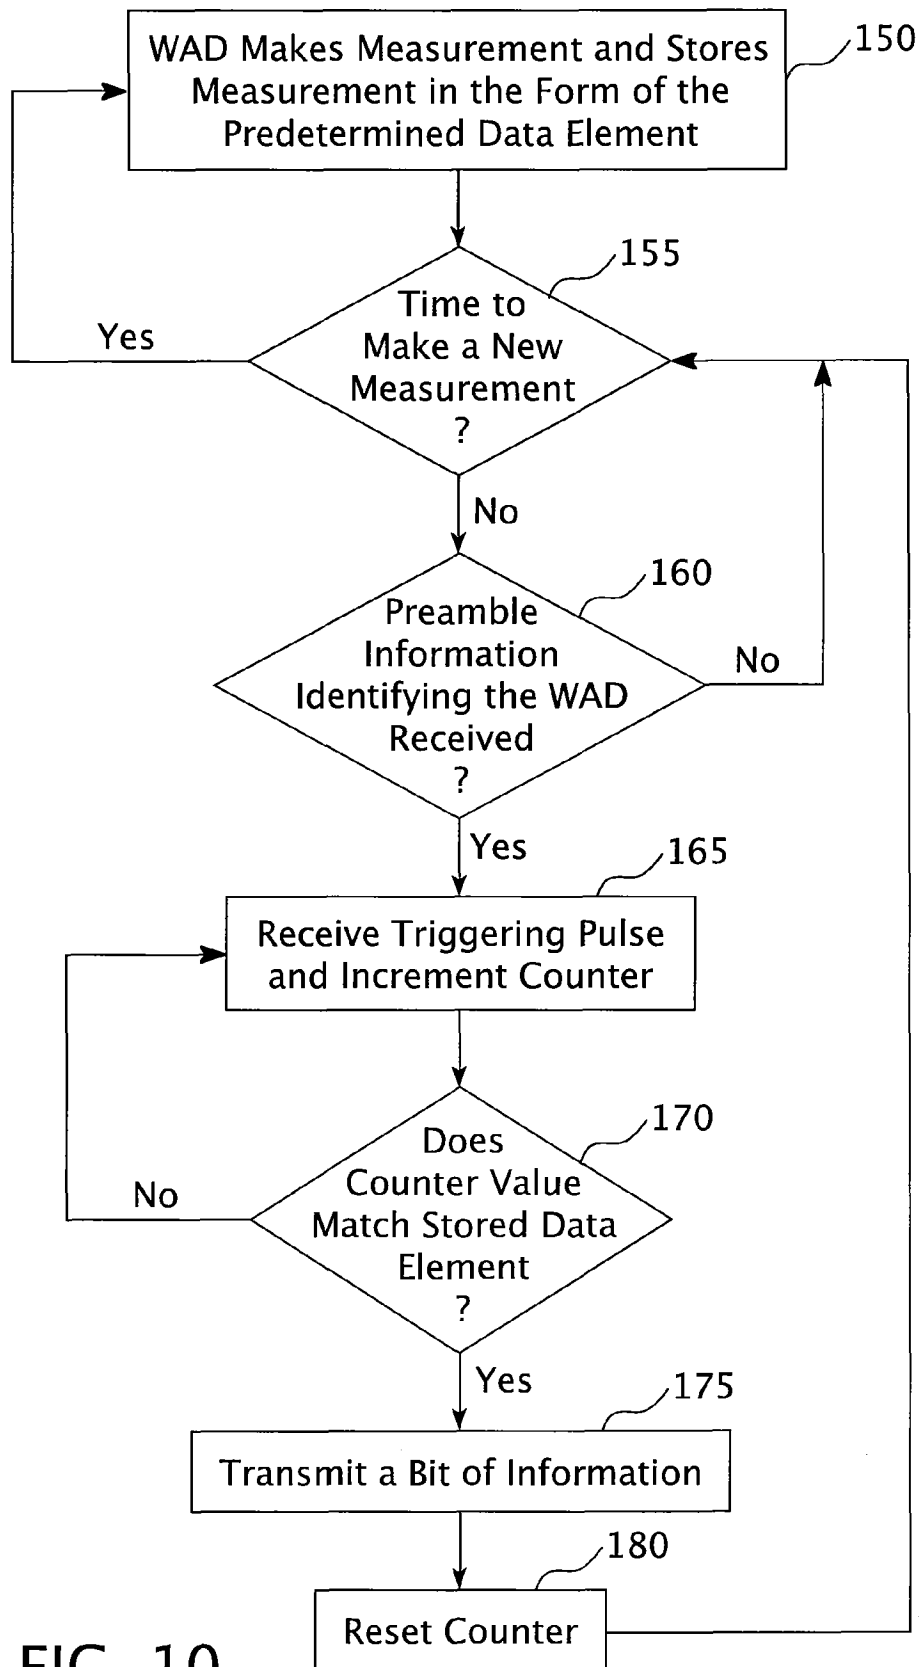 WAD Makes Measurement and Stores
Measurement in the Form of the
Predetermined Data Element
150
155
Time to
Make a New
Measurement
?
Yes
No
160
Preamble
Information
Identifying the WAD
Received
?
No
Yes
165
Receive Triggering Pulse
and Increment Counter
170
Does
Counter Value
Match Stored Data
Element
?
No
Yes
175
Transmit a Bit of Information
180
Reset Counter
FIG. 10